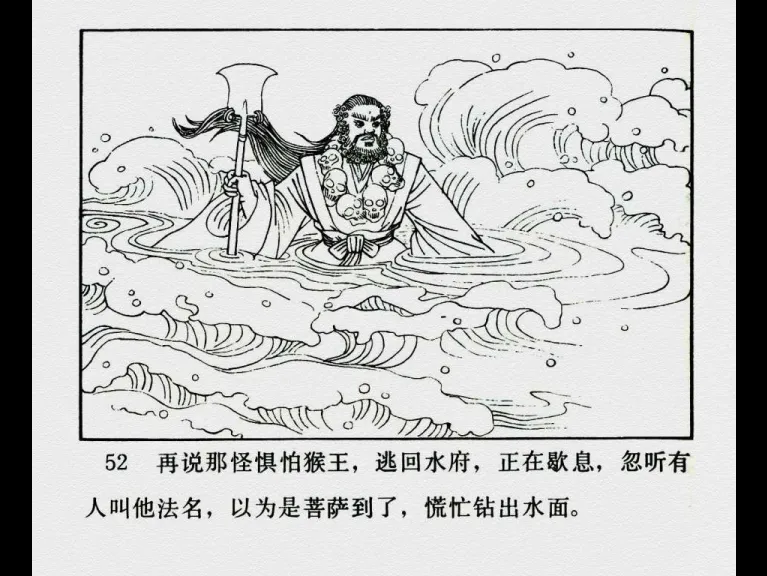 52 再说那怪惧怕猴王，逃回水府，正在歇息，忽听有
人叫他法名，以为是菩萨到了，慌忙钻出水面。